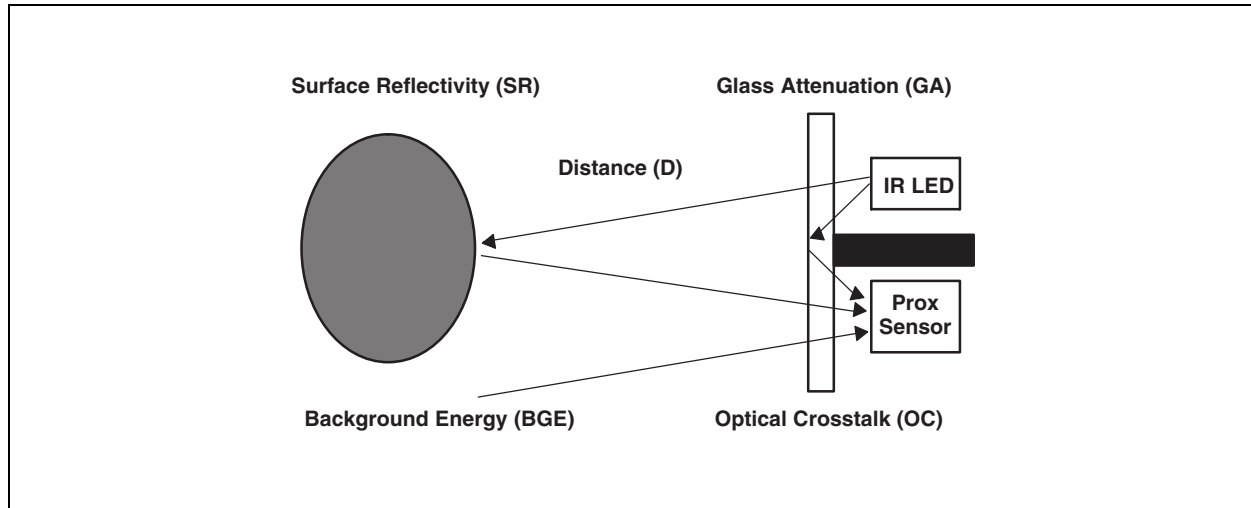 Surface Reflectivity (SR)
Glass Attenuation (GA)
Distance (D)
IR LED
Prox
Sensor
Background Energy (BGE)
Optical Crosstalk (OC)